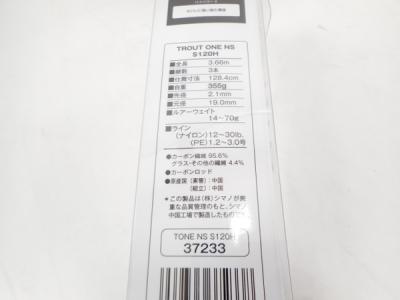 TROUT ONE NS
S120H
■全長 3.66m
■継数 3本
■仕舞寸法 128.4cm
■自重 355g
■先径 2.1mm
■元径 19.0mm
■ルアーウェイト
14~70g
■ライン
(ナイロン)12~30lb.
(PE)1.2~3.0号
●カーボン繊維 95.6%
グラス・その他の繊維 4.4%
●カーボンロッド
●原産国(素管):中国
(組立):中国
*この製品は(株)シマノが厳
重な品質管理のもと、シマノ
中国工場で製造したものです
TONE NS S120H
37233